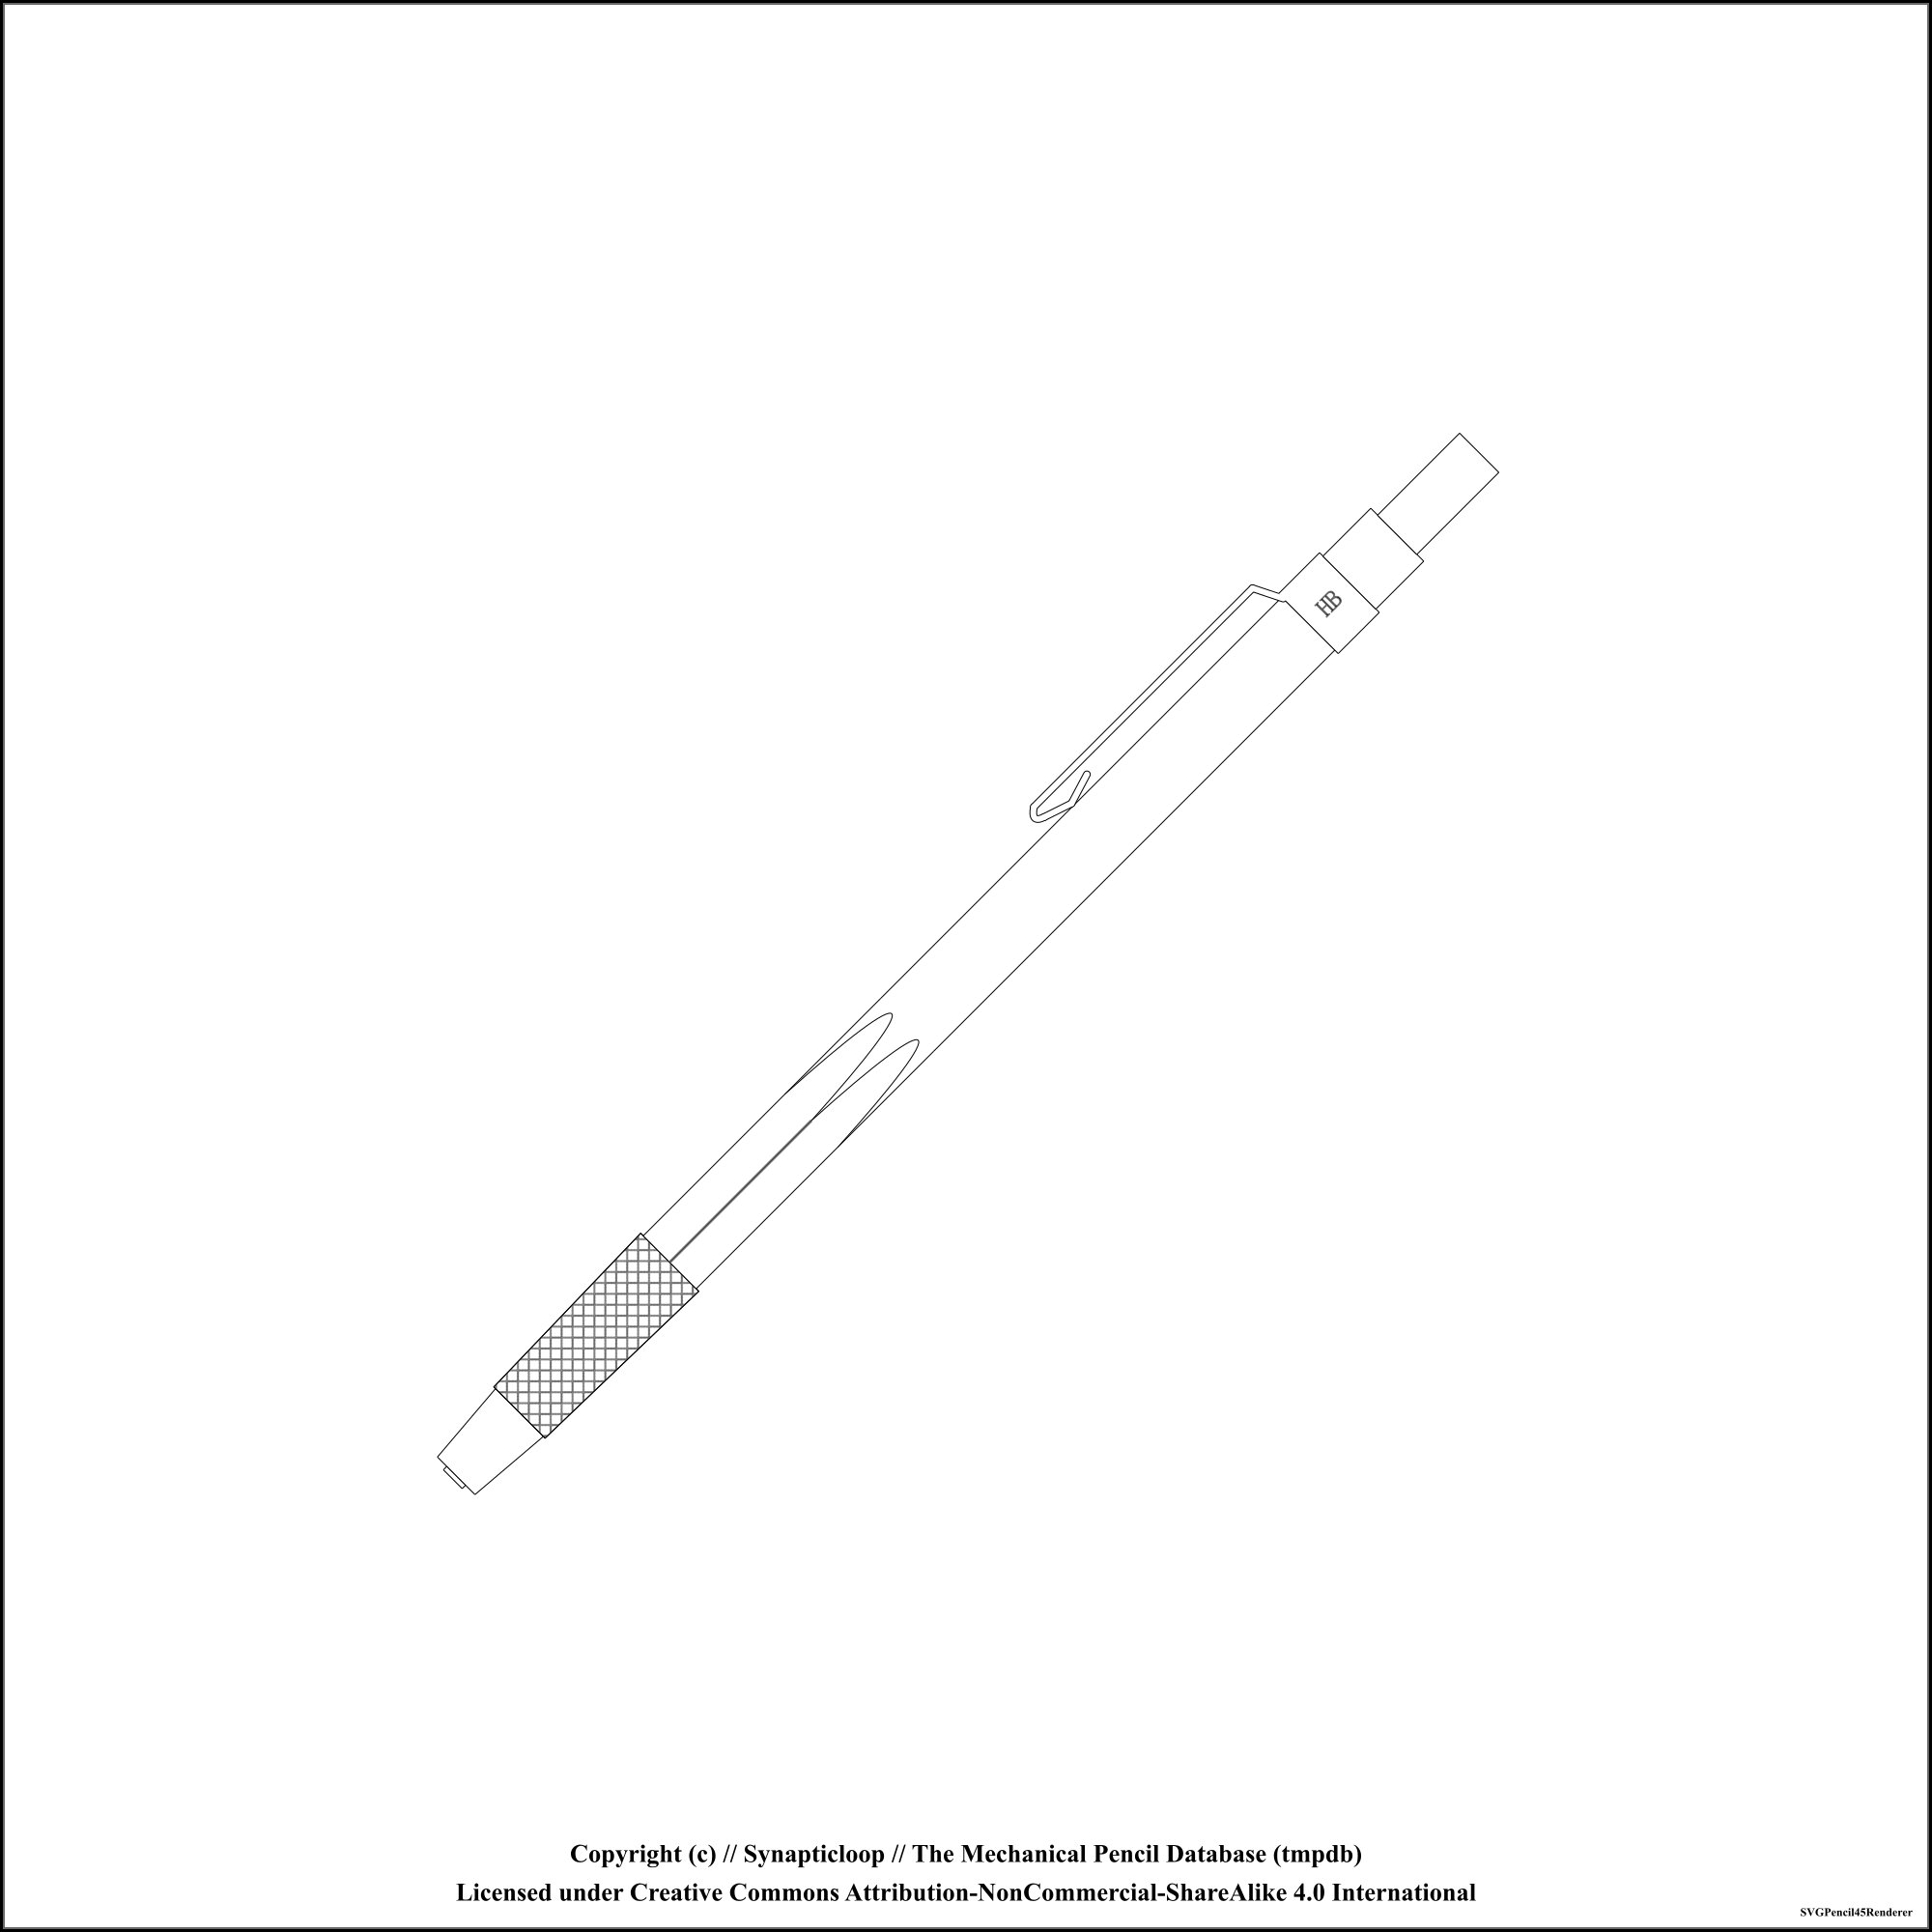 HB
Copyright (c) // Synapticloop // The Mechanical Pencil Database (tmpdb)
Licensed under Creative Commons Attribution-NonCommercial-ShareAlike 4.0 International
SVGPencil45Renderer